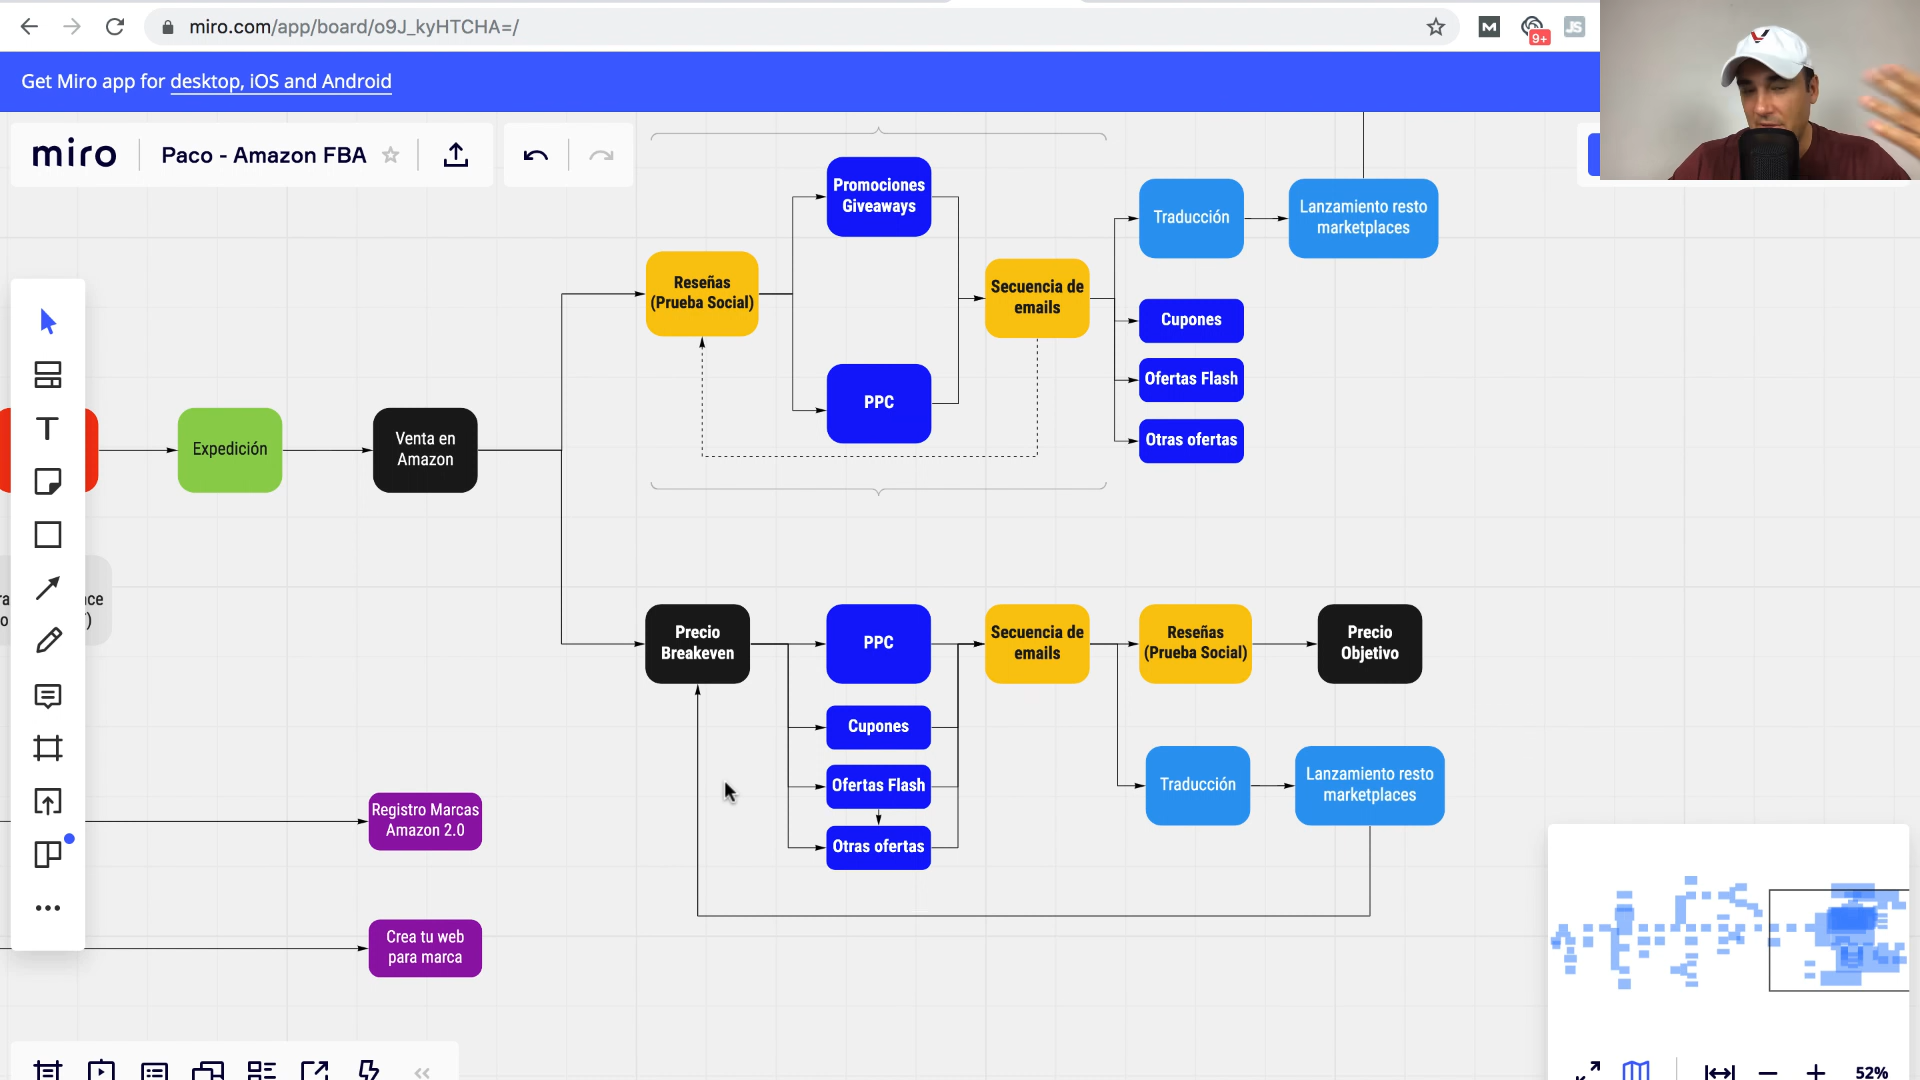 miro.com/app/board/o9J_kyHTCHA=/
M
9+
JS
Get Miro app for desktop, iOS and Android
miro
Paco - Amazon FBA
Promociones
Giveaways
Traducción
Lanzamiento resto
marketplaces
Reseñas
(Prueba Social)
Secuencia de
emails
Cupones
PPC
Ofertas Flash
Otras ofertas
Expedición
Venta en
Amazon
Precio
Breakeven
PPC
Secuencia de
emails
Reseñas
(Prueba Social)
Precio
Objetivo
Cupones
Ofertas Flash
Otras ofertas
Traducción
Lanzamiento resto
marketplaces
Registro Marcas
Amazon 2.0
Crea tu web
para marca
52%